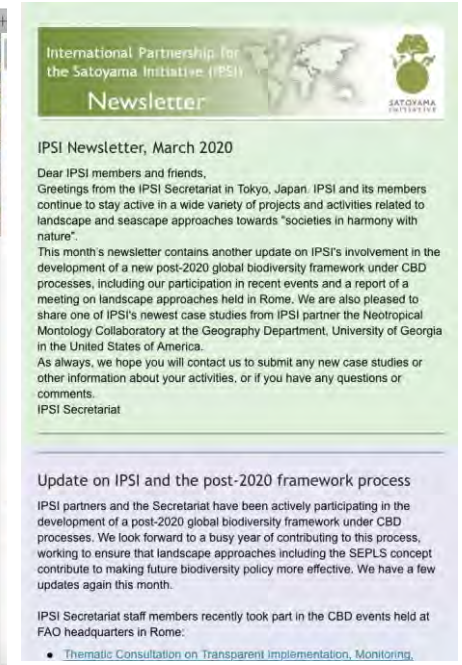 International Partnership for
the Satoyama Initiative (IPSI)
Newsletter
SATOYAMA
INITIATIVE
IPSI Newsletter, March 2020
Dear IPSI members and friends,
Greetings from the IPSI Secretariat in Tokyo, Japan. IPSI and its members
continue to stay active in a wide variety of projects and activities related to
landscape and seascape approaches towards "societies in harmony with
nature".
This month's newsletter contains another update on IPSI's involvement in the
development of a new post-2020 global biodiversity framework under CBD
processes, including our participation in recent events and a report of a
meeting on landscape approaches held in Rome. We are also pleased to
share one of IPSI's newest case studies from IPSI partner the Neotropical
Montology Collaboratory at the Geography Department, University of Georgia
in the United States of America.
As always, we hope you will contact us to submit any new case studies or
other information about your activities, or if you have any questions or
comments.
IPSI Secretariat
Update on IPSI and the post-2020 framework process
IPSI partners and the Secretariat have been actively participating in the
development of a post-2020 global biodiversity framework under CBD
processes. We look forward to a busy year of contributing to this process,
working to ensure that landscape approaches including the SEPLS concept
contribute to making future biodiversity policy more effective. We have a few
updates again this month.
IPSI Secretariat staff members recently took part in the CBD events held at
FAO headquarters in Rome:
• Thematic Consultation on Transparent Implementation, Monitoring,